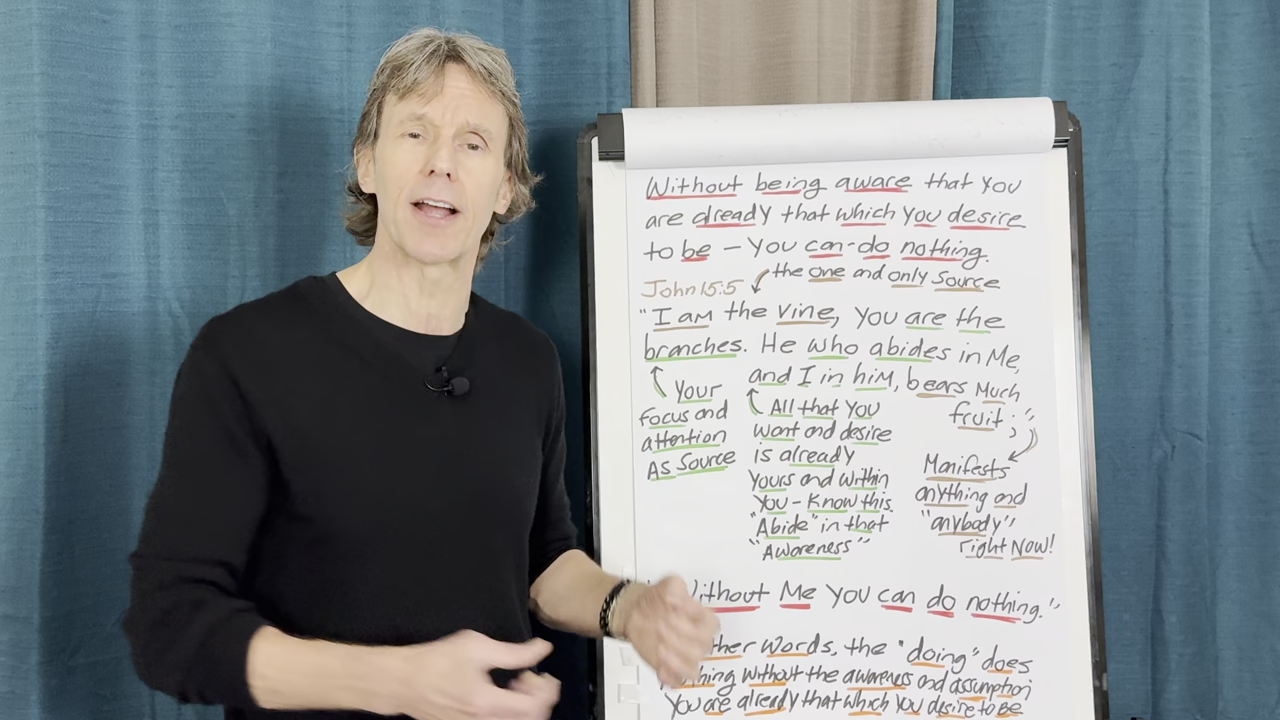 Without being aware that you
are already that which you desire
to be – you can-do nothing.
the one and only source
John 15:5
"I am the vine, you are the
branches. He who abides in Me,
and I in him, bears Much
fruit;"
Your
focus and
attention
As Source
All that you
want and desire
is already
yours and within
you – Know this
"Abide" in that
"Awareness"
Manifests
anything and
"anybody"
right Now!
Without Me you can do nothing."
Words, the "doing" does
without the awareness and assumption
you are already that which you desire to be